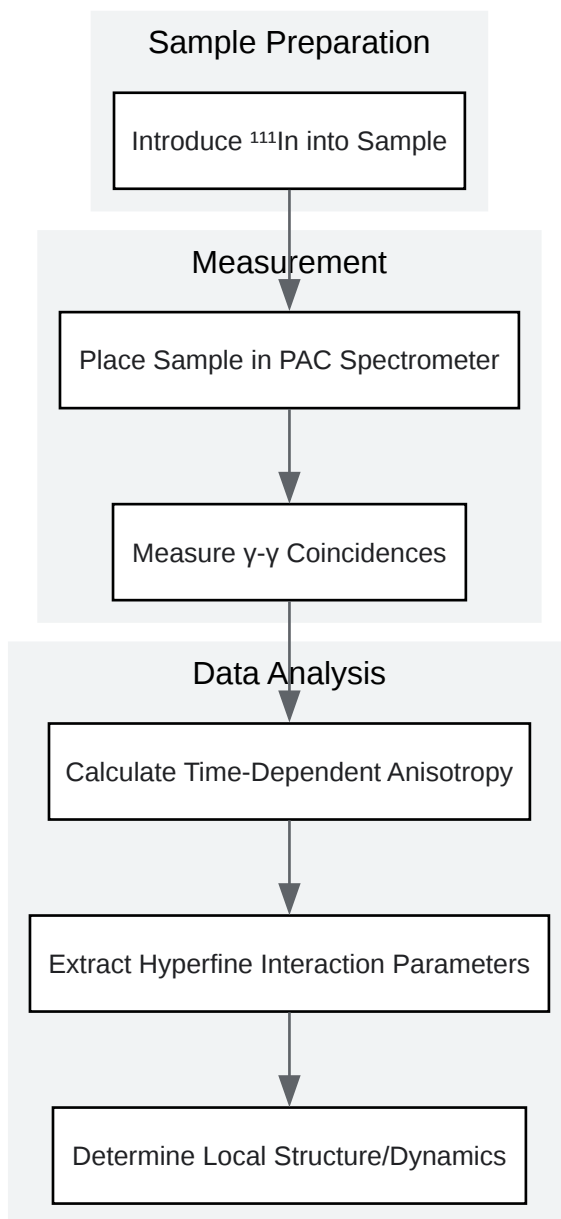 Sample Preparation
Introduce ¹¹¹In into Sample
Measurement
Place Sample in PAC Spectrometer
Measure γ-γ Coincidences
Data Analysis
Calculate Time-Dependent Anisotropy
Extract Hyperfine Interaction Parameters
Determine Local Structure/Dynamics